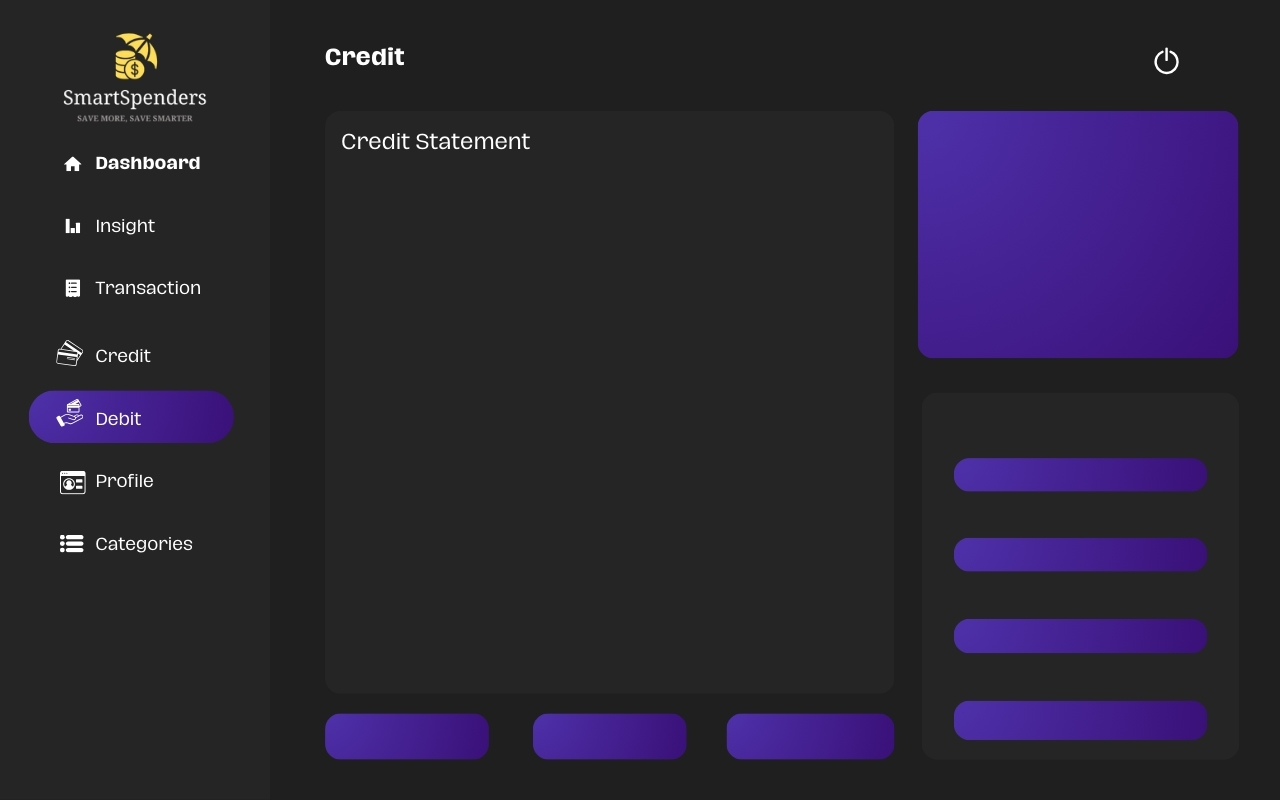 SmartSpenders
SAVE MORE, SAVE SMARTER
Dashboard
Insight
Transaction
Credit
Debit
Profile
Categories
Credit
Credit Statement